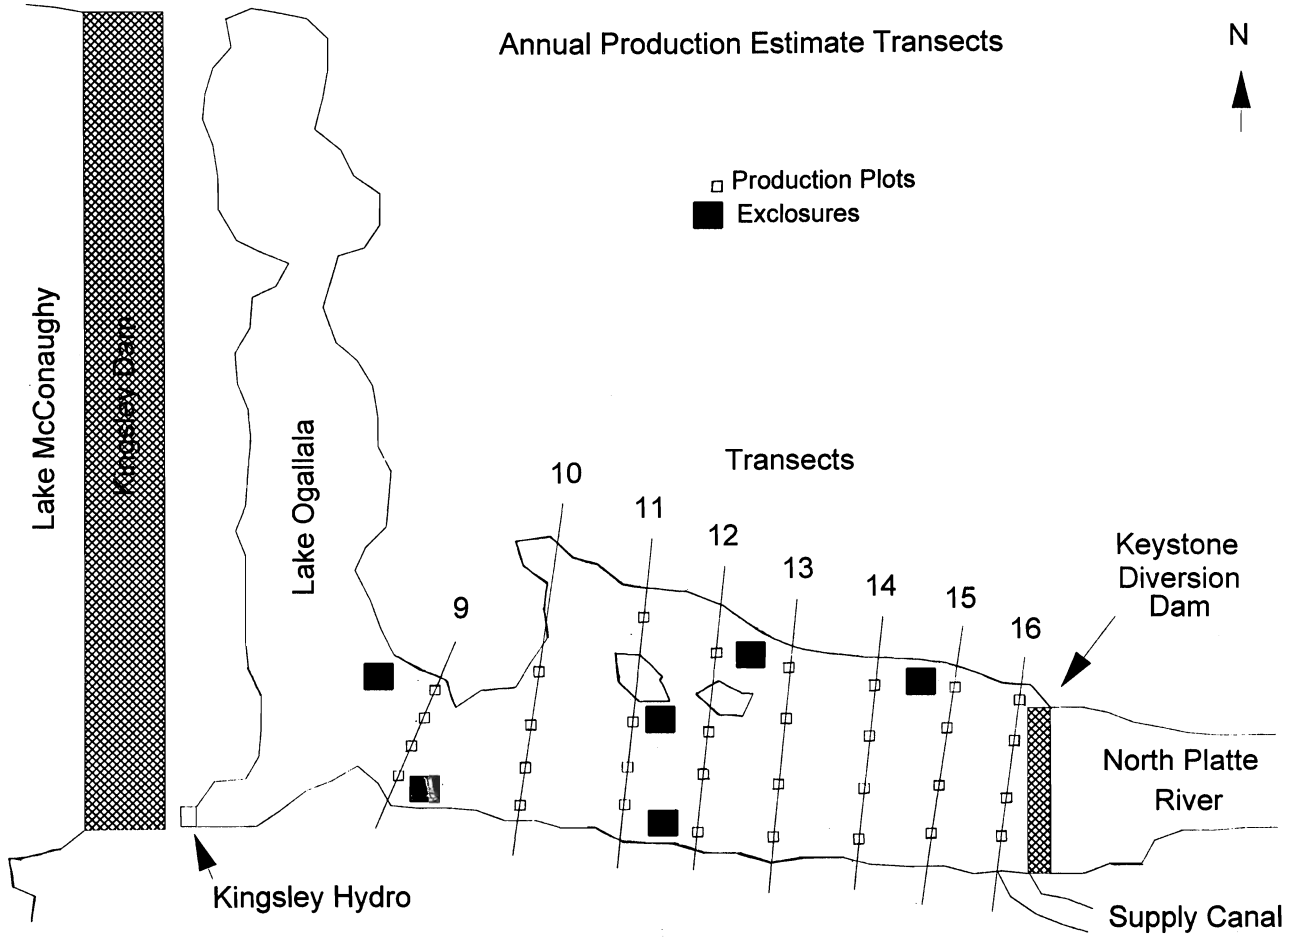 Annual Production Estimate Transects
N
Production Plots
Exclosures
Lake McConaughy
Kingsley Dam
Lake Ogallala
Transects
9
10
11
12
13
14
15
16
Keystone
Diversion
Dam
North Platte
River
Kingsley Hydro
Supply Canal